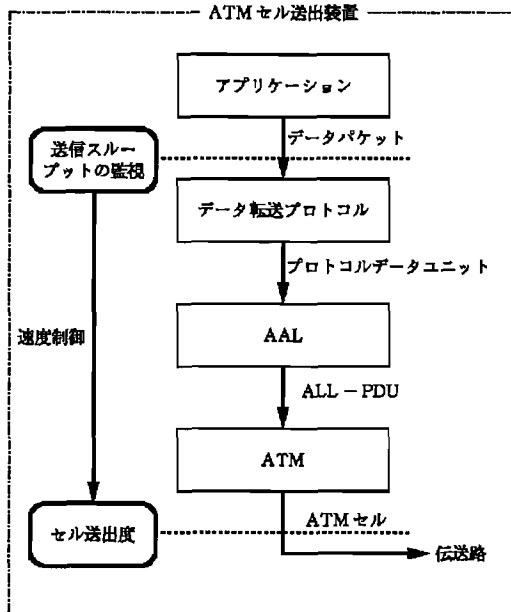 ATMセル送出装置
アプリケーション
データパケット
送信スルー
プットの監視
データ転送プロトコル
プロトコルデータユニット
AAL
速度制御
ALL－PDU
ATM
ATMセル
セル送出度
伝送路